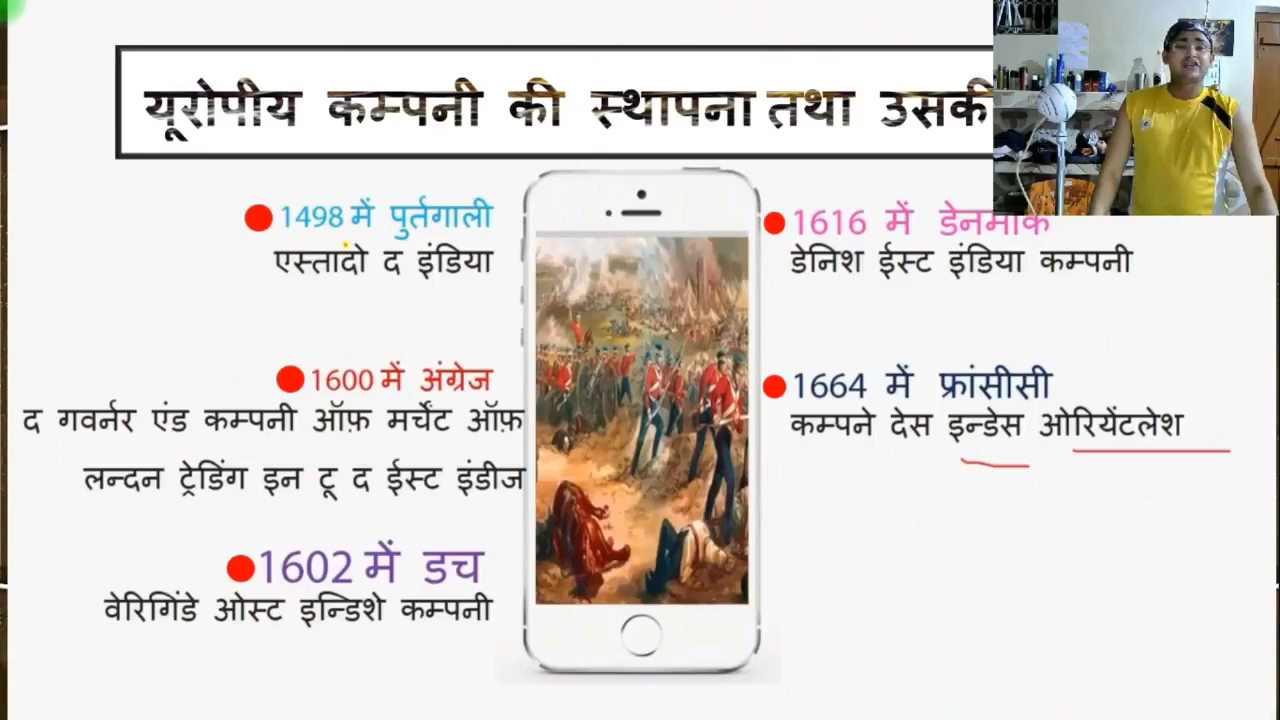 यूरोपीय कम्पनी की स्थापना तथा उसकी
1498 में पुर्तगाली
एस्तादो द इंडिया
1600 में अंग्रेज
द गवर्नर एंड कम्पनी ऑफ़ मर्चेंट ऑफ़
लन्दन ट्रेडिंग इन टू द ईस्ट इंडीज
1602 में डच
वेरिगिंडे ओस्ट इन्डिशे कम्पनी
1616 में डेनमार्क
डेनिश ईस्ट इंडिया कम्पनी
1664 में फ्रांसीसी
कम्पने देस इन्डेस ओरियेंटलेश